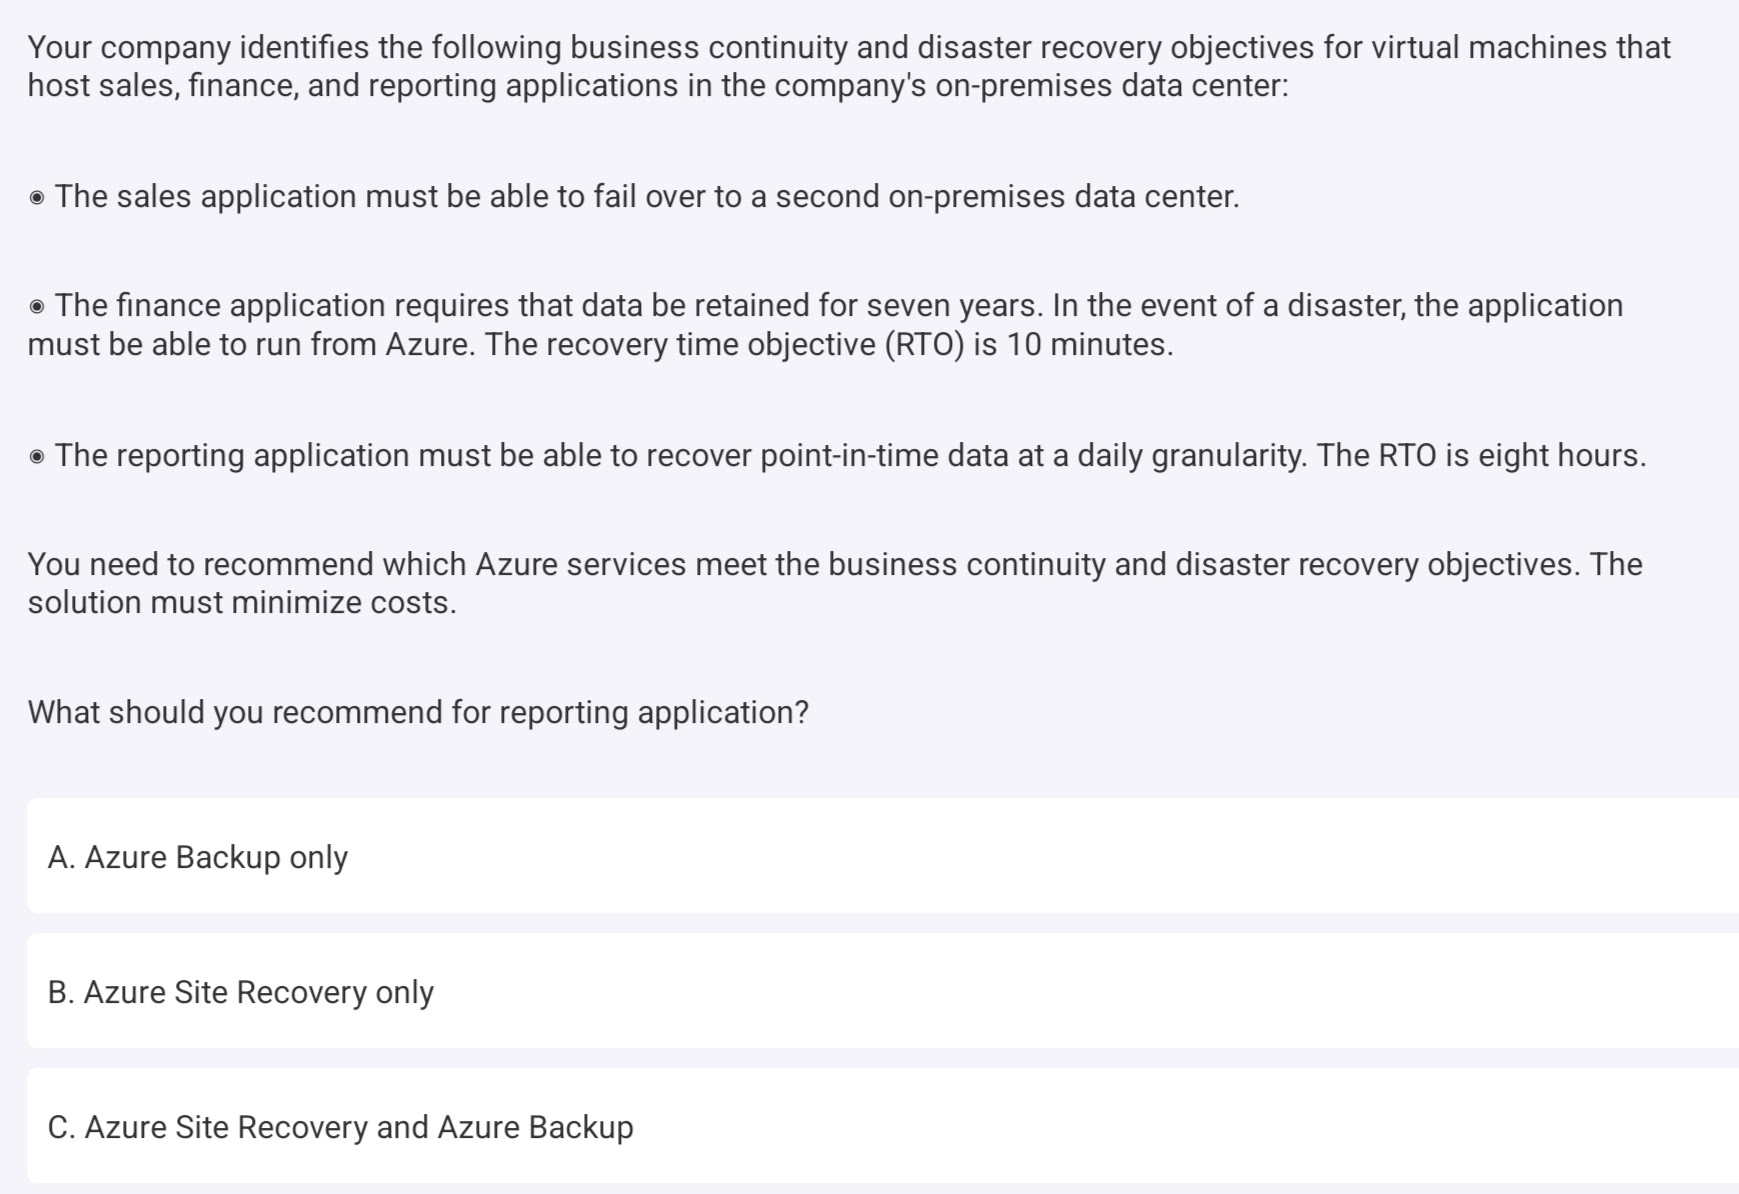 Your company identifies the following business continuity and disaster recovery objectives for virtual machines that
host sales, finance, and reporting applications in the company's on-premises data center:
◉ The sales application must be able to fail over to a second on-premises data center.
◉ The finance application requires that data be retained for seven years. In the event of a disaster, the application
must be able to run from Azure. The recovery time objective (RTO) is 10 minutes.
◉ The reporting application must be able to recover point-in-time data at a daily granularity. The RTO is eight hours.
You need to recommend which Azure services meet the business continuity and disaster recovery objectives. The
solution must minimize costs.
What should you recommend for reporting application?
A. Azure Backup only
B. Azure Site Recovery only
C. Azure Site Recovery and Azure Backup